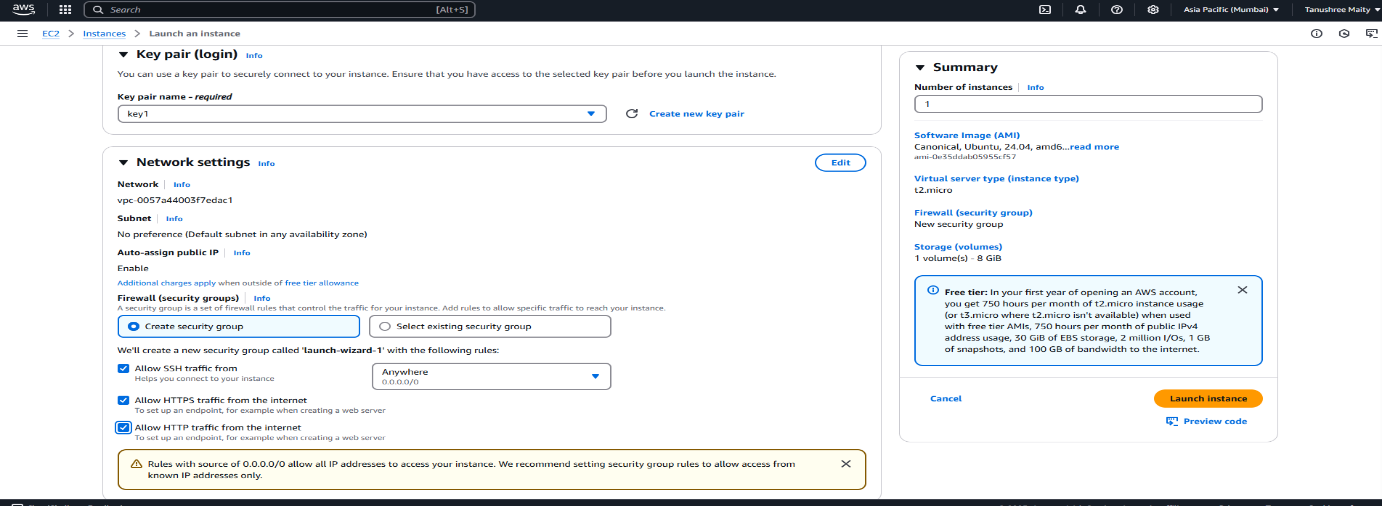 aws
Search [Alt+S]
Asia Pacific (Mumbai) Tanushree Maity
EC2 > Instances > Launch an instance
Key pair (login) Info
You can use a key pair to securely connect to your instance. Ensure that you have access to the selected key pair before you launch the instance.
Key pair name - required
key1
Create new key pair
Network settings Info
Edit
Network Info
vpc-0057a44003f7edac1
Subnet Info
No preference (Default subnet in any availability zone)
Auto-assign public IP Info
Enable
Additional charges apply when outside of free tier allowance
Firewall (security groups) Info
A security group is a set of firewall rules that control the traffic for your instance. Add rules to allow specific traffic to reach your instance.
Create security group
Select existing security group
We'll create a new security group called 'launch-wizard-1' with the following rules:
Allow SSH traffic from
Helps you connect to your instance
Anywhere
0.0.0.0/0
Allow HTTPS traffic from the internet
To set up an endpoint, for example when creating a web server
Allow HTTP traffic from the internet
To set up an endpoint, for example when creating a web server
Rules with source of 0.0.0.0/0 allow all IP addresses to access your instance. We recommend setting security group rules to allow access from
known IP addresses only.
Summary
Number of instances Info
1
Software Image (AMI)
Canonical, Ubuntu, 24.04, amd6...read more
ami-0e35ddab05955cf57
Virtual server type (instance type)
t2.micro
Firewall (security group)
New security group
Storage (volumes)
1 volume(s) - 8 GiB
Free tier: In your first year of opening an AWS account,
you get 750 hours per month of t2.micro instance usage
(or t3.micro where t2.micro isn't available) when used
with free tier AMIs, 750 hours per month of public IPv4
address usage, 30 GiB of EBS storage, 2 million I/Os, 1 GB
of snapshots, and 100 GB of bandwidth to the internet.
Cancel
Launch instance
Preview code